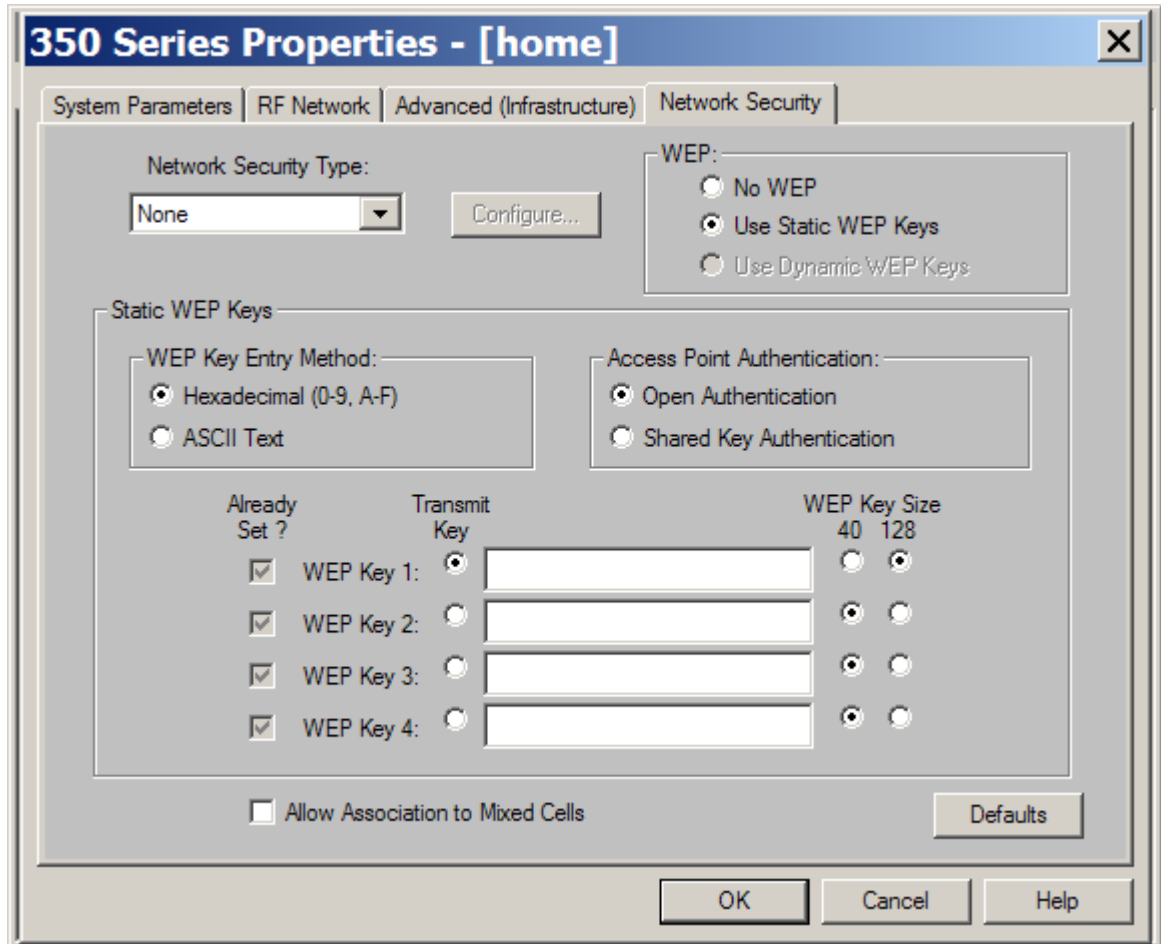 350 Series Properties - [home]
System Parameters RF Network Advanced (Infrastructure) Network Security
Network Security Type:
None
Configure...
WEP:
No WEP
Use Static WEP Keys
Use Dynamic WEP Keys
Static WEP Keys
WEP Key Entry Method:
Hexadecimal (0-9, A-F)
ASCII Text
Access Point Authentication:
Open Authentication
Shared Key Authentication
Already
Set ?
Transmit
Key
WEP Key Size
40 128
WEP Key 1:
WEP Key 2:
WEP Key 3:
WEP Key 4:
Allow Association to Mixed Cells
Defaults
OK Cancel Help